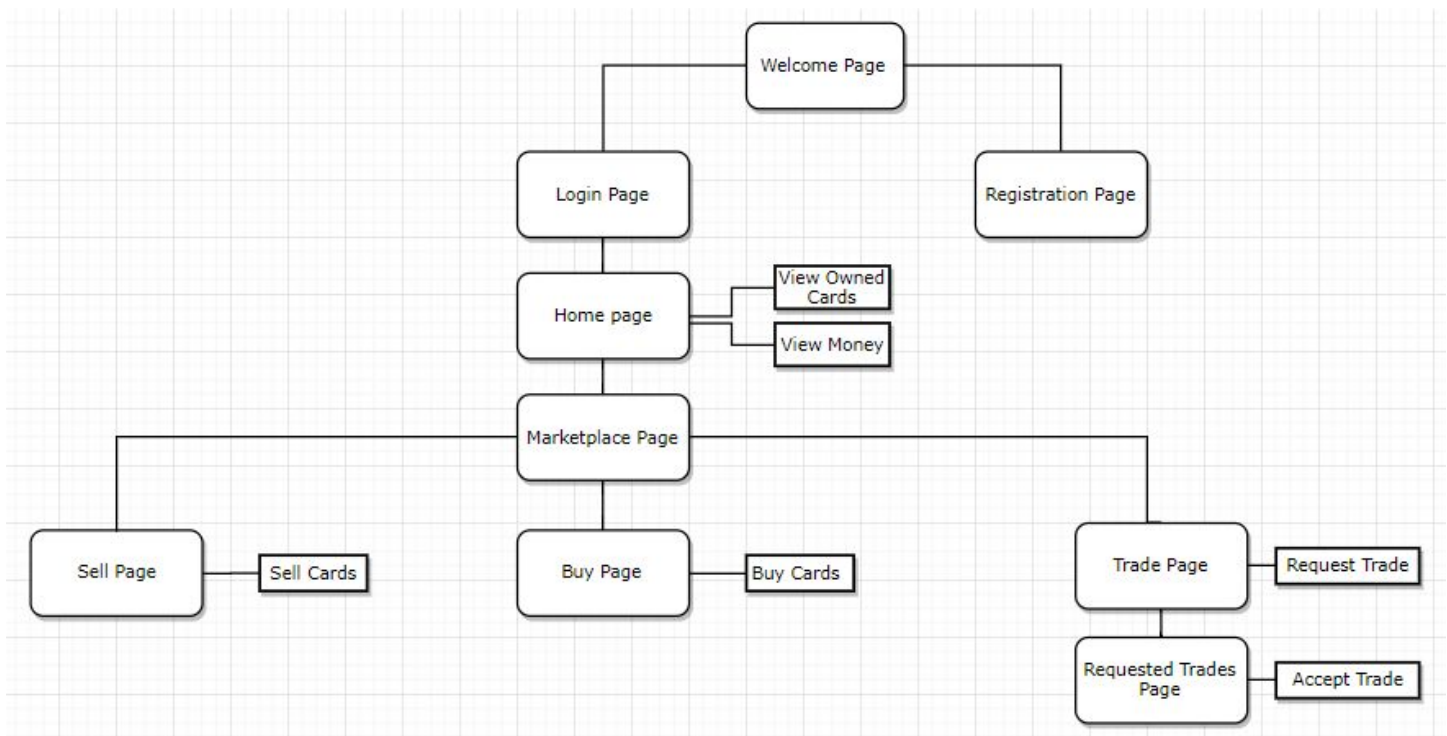 Welcome Page
Login Page
Registration Page
Home page
View Owned
Cards
View Money
Marketplace Page
Sell Page
Sell Cards
Buy Page
Buy Cards
Trade Page
Request Trade
Requested Trades
Page
Accept Trade